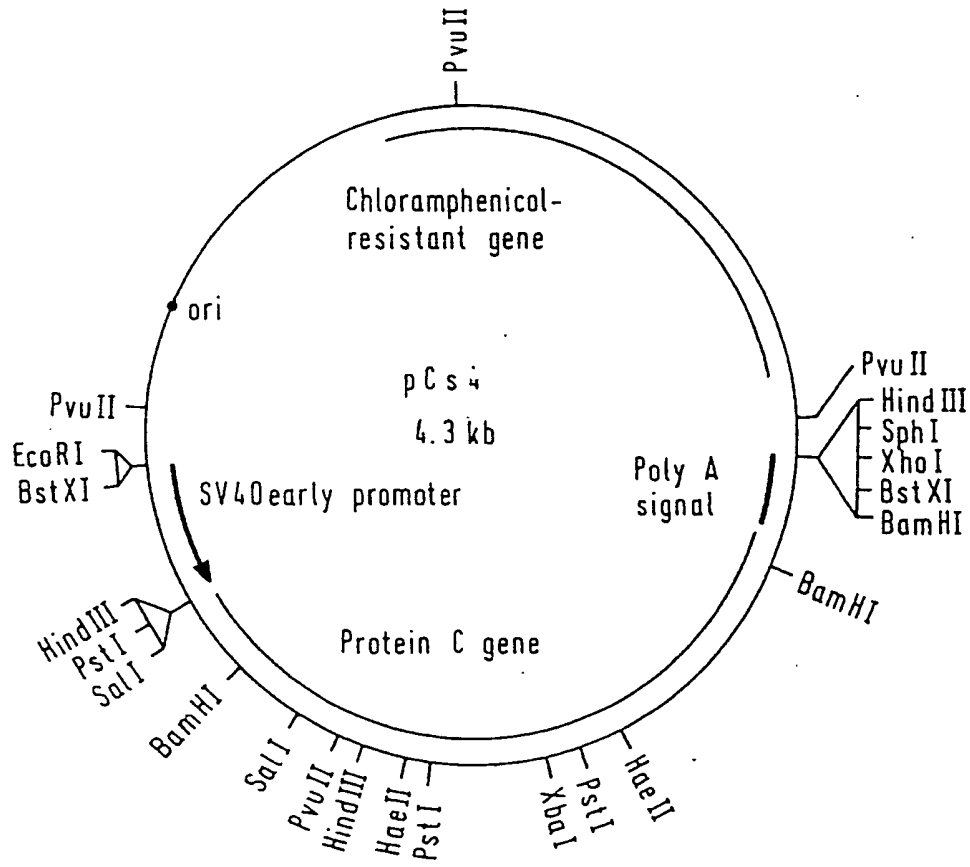 PvuII
Chloramphenicol-
resistant gene
ori
pCs4
4.3 kb
PvuII
EcoRI
BstXI
SV40early promoter
Poly A
signal
PvuII
HindIII
SphI
XhoI
BstXI
BamHI
BamHI
HindIII
PstI
SalI
BamHI
Protein C gene
SalI
PvuII
HindIII
HaeII
PstI
XbaI
PstI
HaeII